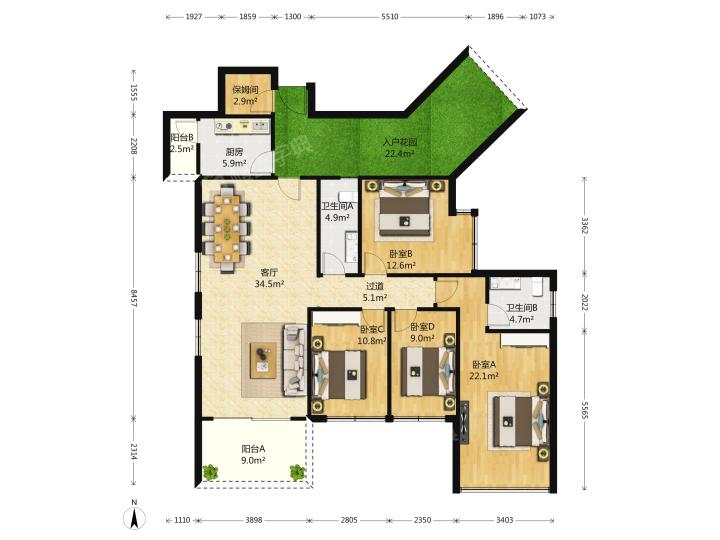 1927 1859 1300 5510 1896 1073
1555
2208
8457
2314
3362
2022
5565
保姆间
2.9m²
阳台B
2.5m²
厨房
5.9m²
入户花园
22.4m²
卫生间A
4.9m²
卧室B
12.6m²
客厅
34.5m²
过道
5.1m²
卫生间B
4.7m²
卧室C
10.8m²
卧室D
9.0m²
卧室A
22.1m²
阳台A
9.0m²
N
1110 3898 2805 2350 3403